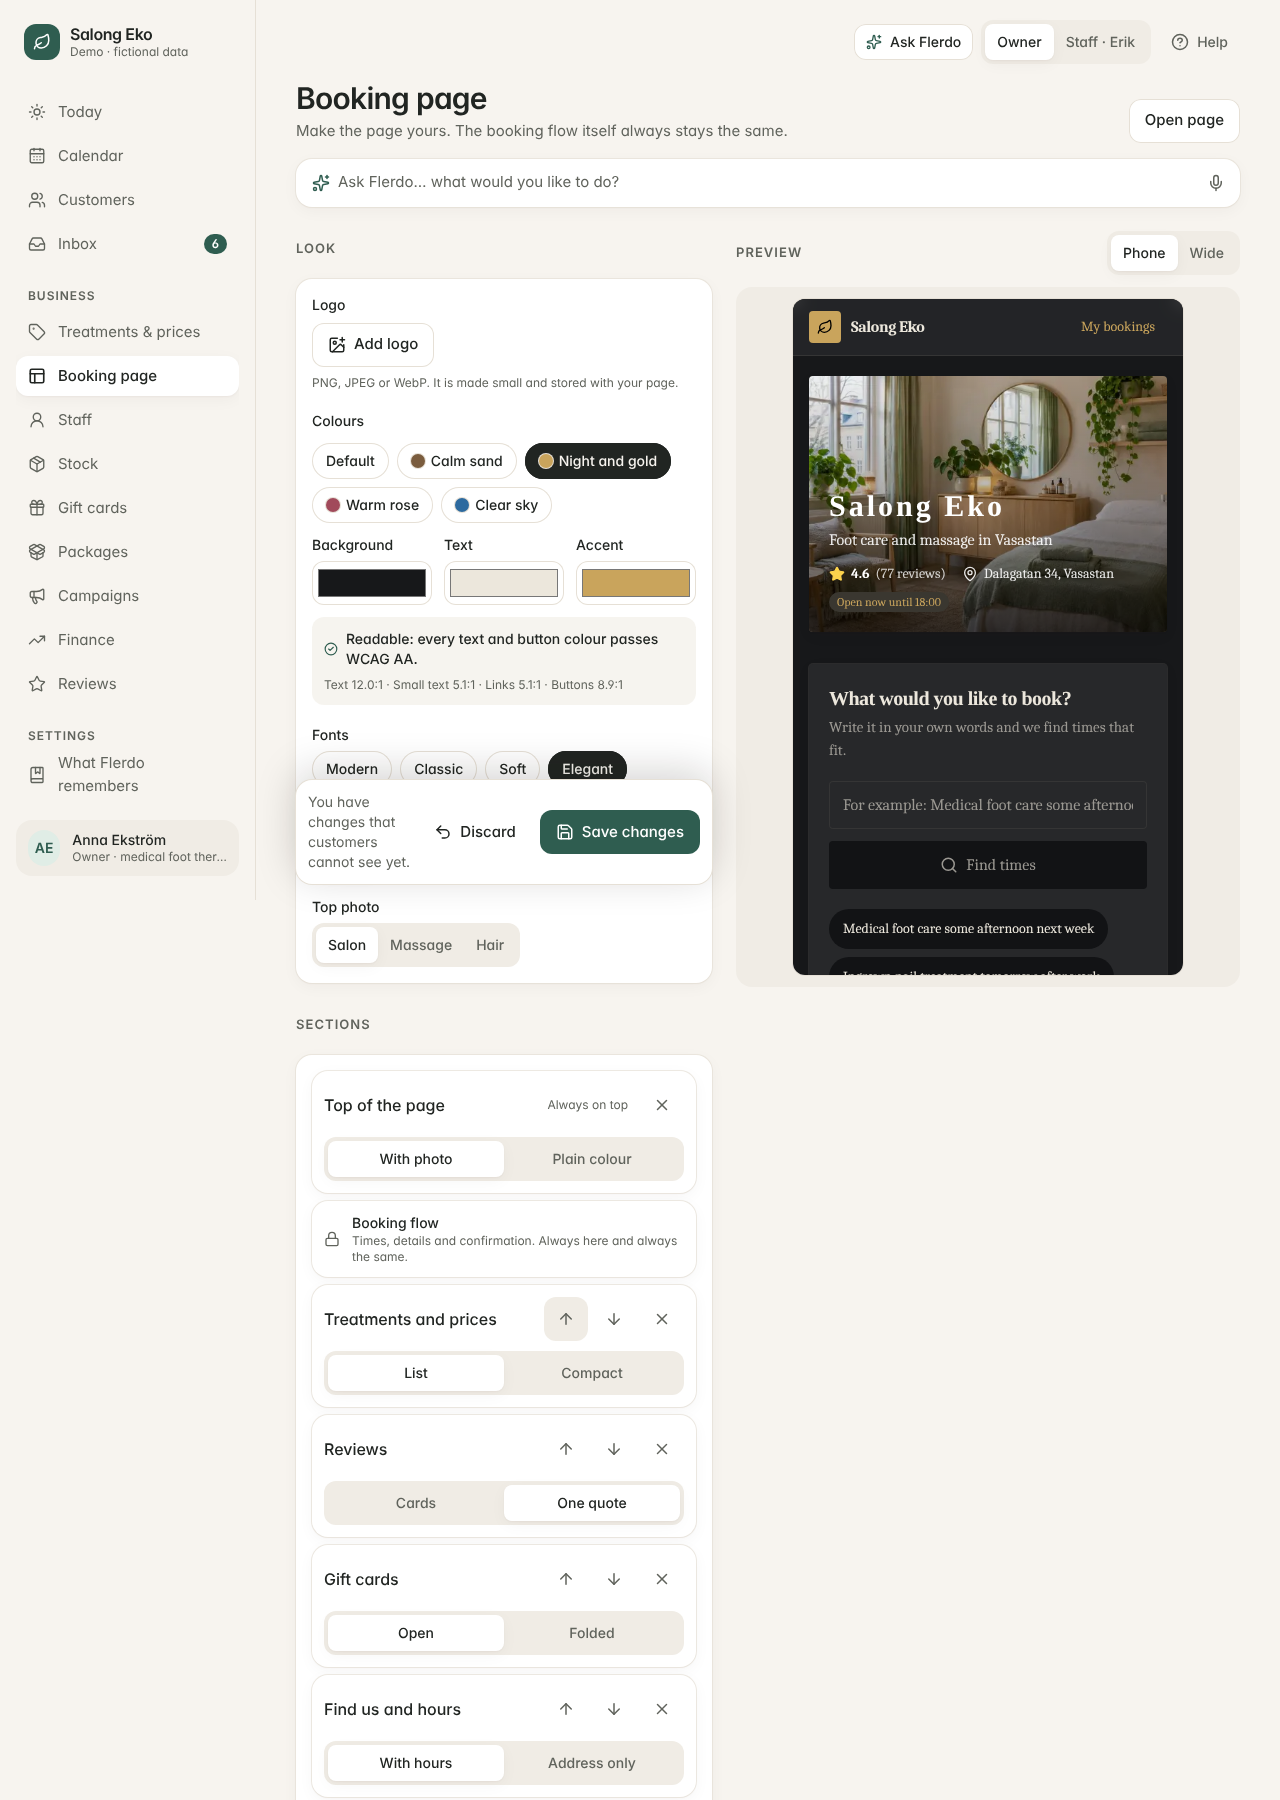 Salong Eko
Demo · fictional data
Ask Flerdo
Owner
Staff · Erik
Help
Today
Calendar
Customers
Inbox
6
BUSINESS
Treatments & prices
Booking page
Staff
Stock
Gift cards
Packages
Campaigns
Finance
Reviews
SETTINGS
What Flerdo
remembers
AE
Anna Ekström
Owner · medical foot ther...
Booking page
Make the page yours. The booking flow itself always stays the same.
Open page
Ask Flerdo... what would you like to do?
LOOK
Logo
Add logo
PNG, JPEG or WebP. It is made small and stored with your page.
Colours
Default
Calm sand
Night and gold
Warm rose
Clear sky
Background
Text
Accent
Readable: every text and button colour passes
WCAG AA.
Text 12.0:1 · Small text 5.1:1 · Links 5.1:1 · Buttons 8.9:1
Fonts
Modern
Classic
Soft
Elegant
You have
changes that
customers
cannot see yet.
Discard
Save changes
Top photo
Salon
Massage
Hair
PREVIEW
Phone
Wide
Salong Eko
My bookings
Salong Eko
Foot care and massage in Vasastan
4.6 (77 reviews)
Dalagatan 34, Vasastan
Open now until 18:00
What would you like to book?
Write it in your own words and we find times that
fit.
For example: Medical foot care some afternoo
Find times
Medical foot care some afternoon next week
Ingrown nail treatment tomorrow after work
SECTIONS
Top of the page
Always on top
With photo
Plain colour
Booking flow
Times, details and confirmation. Always here and always
the same.
Treatments and prices
List
Compact
Reviews
Cards
One quote
Gift cards
Open
Folded
Find us and hours
With hours
Address only